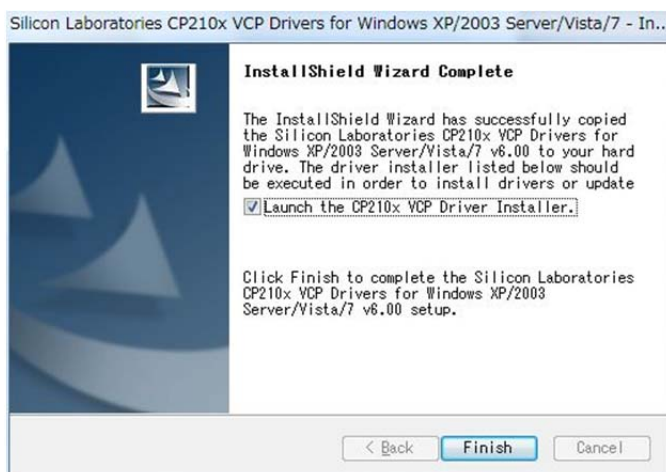 Silicon Laboratories CP210x VCP Drivers for Windows XP/2003 Server/Vista/7 - In..
InstallShield Wizard Complete
The InstallShield Wizard has successfully copied
the Silicon Laboratories CP210x VCP Drivers for
Windows XP/2003 Server/Vista/7 v6.00 to your hard
drive. The driver installer listed below should
be executed in order to install drivers or update
Launch the CP210x VCP Driver Installer.
Click Finish to complete the Silicon Laboratories
CP210x VCP Drivers for Windows XP/2003
Server/Vista/7 v6.00 setup.
< Back Finish Cancel